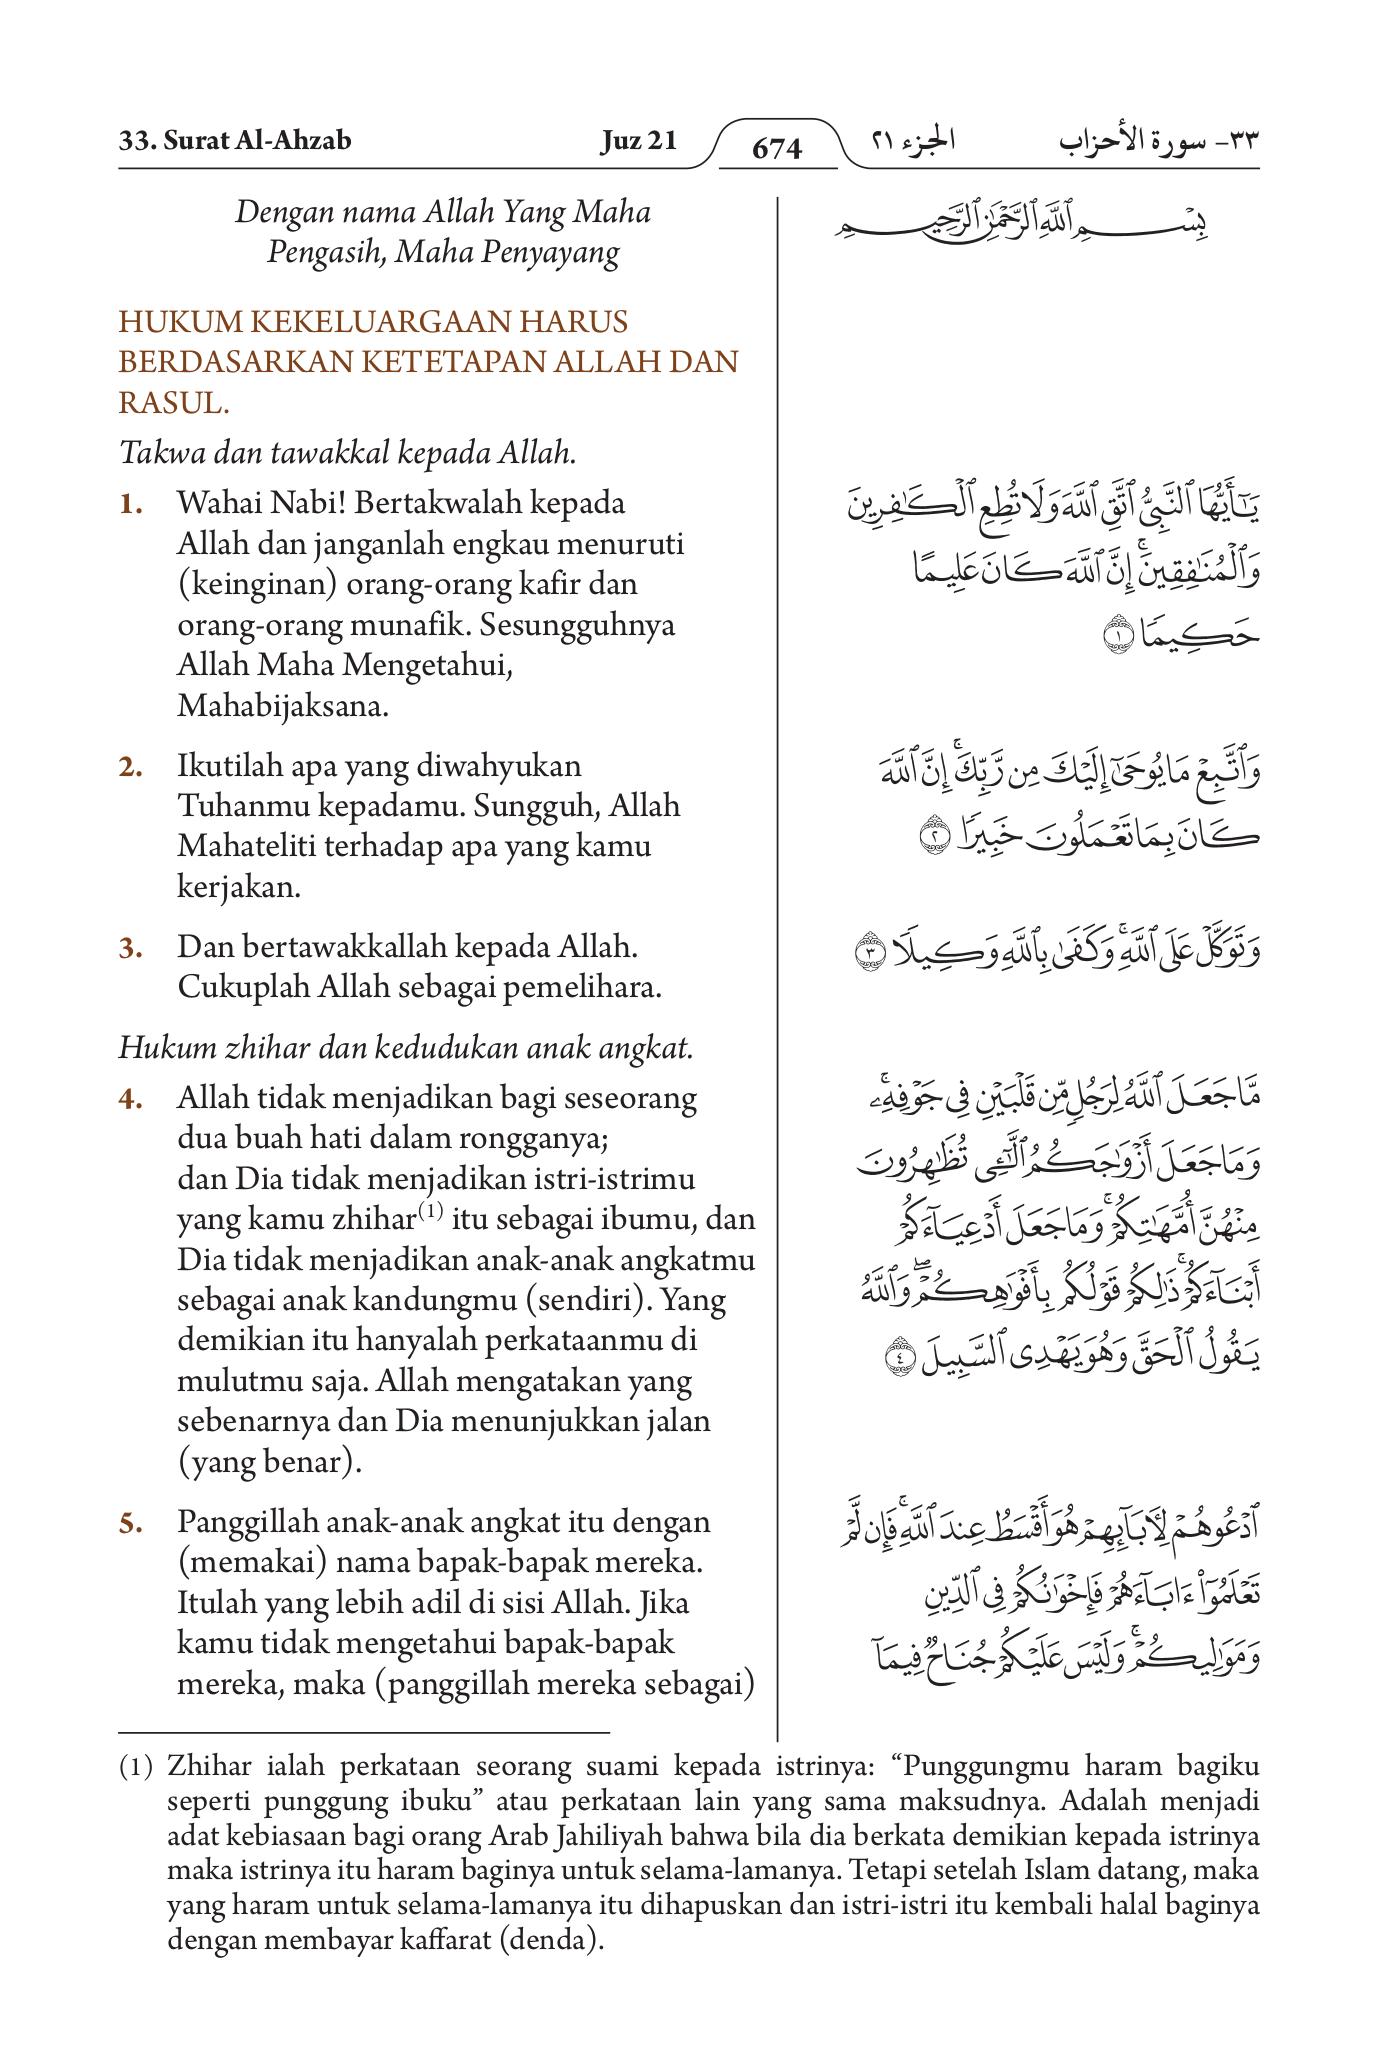 33. Surat Al-Ahzab
Juz 21
674
الجزء ٢١
٣٣- سورة الأحزاب
Dengan nama Allah Yang Maha
Pengasih, Maha Penyayang
HUKUM KEKELUARGAAN HARUS
BERDASARKAN KETETAPAN ALLAH DAN
RASUL.
Takwa dan tawakkal kepada Allah.
1. Wahai Nabi! Bertakwalah kepada
Allah dan janganlah engkau menuruti
(keinginan) orang-orang kafir dan
orang-orang munafik. Sesungguhnya
Allah Maha Mengetahui,
Mahabijaksana.
2. Ikutilah apa yang diwahyukan
Tuhanmu kepadamu. Sungguh, Allah
Mahateliti terhadap apa yang kamu
kerjakan.
3. Dan bertawakkallah kepada Allah.
Cukuplah Allah sebagai pemelihara.
Hukum zhihar dan kedudukan anak angkat.
4. Allah tidak menjadikan bagi seseorang
dua buah hati dalam rongganya;
dan Dia tidak menjadikan istri-istrimu
yang kamu zhihar(1) itu sebagai ibumu, dan
Dia tidak menjadikan anak-anak angkatmu
sebagai anak kandungmu (sendiri). Yang
demikian itu hanyalah perkataanmu di
mulutmu saja. Allah mengatakan yang
sebenarnya dan Dia menunjukkan jalan
(yang benar).
5. Panggillah anak-anak angkat itu dengan
(memakai) nama bapak-bapak mereka.
Itulah yang lebih adil di sisi Allah. Jika
kamu tidak mengetahui bapak-bapak
mereka, maka (panggillah mereka sebagai)
بِسْمِ ٱللَّهِ ٱلرَّحْمَٰنِ ٱلرَّحِيمِ
يَٰٓأَيُّهَا ٱلنَّبِيُّ ٱتَّقِ ٱللَّهَ وَلَا تُطِعِ ٱلْكَٰفِرِينَ
وَٱلْمُنَٰفِقِينَۚ إِنَّ ٱللَّهَ كَانَ عَلِيمًا
حَكِيمًا ١
وَٱتَّبِعْ مَا يُوحَىٰٓ إِلَيْكَ مِن رَّبِّكَۚ إِنَّ ٱللَّهَ
كَانَ بِمَا تَعْمَلُونَ خَبِيرًا ٢
وَتَوَكَّلْ عَلَى ٱللَّهِۚ وَكَفَىٰ بِٱللَّهِ وَكِيلًا ٣
مَّا جَعَلَ ٱللَّهُ لِرَجُلٍ مِّن قَلْبَيْنِ فِى جَوْفِهِۦۚ
وَمَا جَعَلَ أَزْوَٰجَكُمُ ٱلَّٰٓـِٔى تُظَٰهِرُونَ
مِنْهُنَّ أُمَّهَٰتِكُمْۚ وَمَا جَعَلَ أَدْعِيَآءَكُمْ
أَبْنَآءَكُمْۚ ذَٰلِكُمْ قَوْلُكُم بِأَفْوَٰهِكُمْۖ وَٱللَّهُ
يَقُولُ ٱلْحَقَّ وَهُوَ يَهْدِى ٱلسَّبِيلَ ٤
ٱدْعُوهُمْ لِأٓبَآئِهِمْ هُوَ أَقْسَطُ عِندَ ٱللَّهِۚ فَإِن لَّمْ
تَعْلَمُوٓا۟ ءَابَآءَهُمْ فَإِخْوَٰنُكُمْ فِى ٱلدِّينِ
وَمَوَٰلِيكُمْۚ وَلَيْسَ عَلَيْكُمْ جُنَاحٌ فِيمَآ
(1) Zhihar ialah perkataan seorang suami kepada istrinya: “Punggungmu haram bagiku
seperti punggung ibuku” atau perkataan lain yang sama maksudnya. Adalah menjadi
adat kebiasaan bagi orang Arab Jahiliyah bahwa bila dia berkata demikian kepada istrinya
maka istrinya itu haram baginya untuk selama-lamanya. Tetapi setelah Islam datang, maka
yang haram untuk selama-lamanya itu dihapuskan dan istri-istri itu kembali halal baginya
dengan membayar kaffarat (denda).